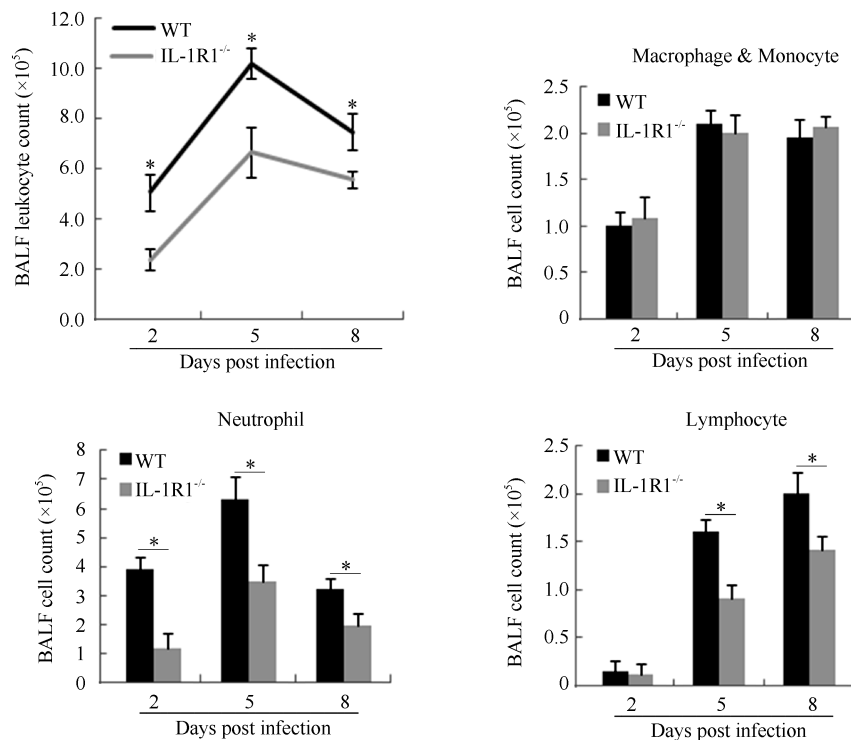 12.0
10.0
8.0
6.0
4.0
2.0
0.0
BALF leukocyte count (×10⁵)
WT
IL-1R1⁻/⁻
*
*
*
2 5 8
Days post infection
Macrophage & Monocyte
2.5
2.0
1.5
1.0
0.5
0
BALF cell count (×10⁵)
WT
IL-1R1⁻/⁻
2 5 8
Days post infection
Neutrophil
8
7
6
5
4
3
2
1
0
BALF cell count (×10⁵)
WT
IL-1R1⁻/⁻
*
*
*
2 5 8
Days post infection
Lymphocyte
2.5
2.0
1.5
1.0
0.5
0
BALF cell count (×10⁵)
WT
IL-1R1⁻/⁻
*
*
2 5 8
Days post infection